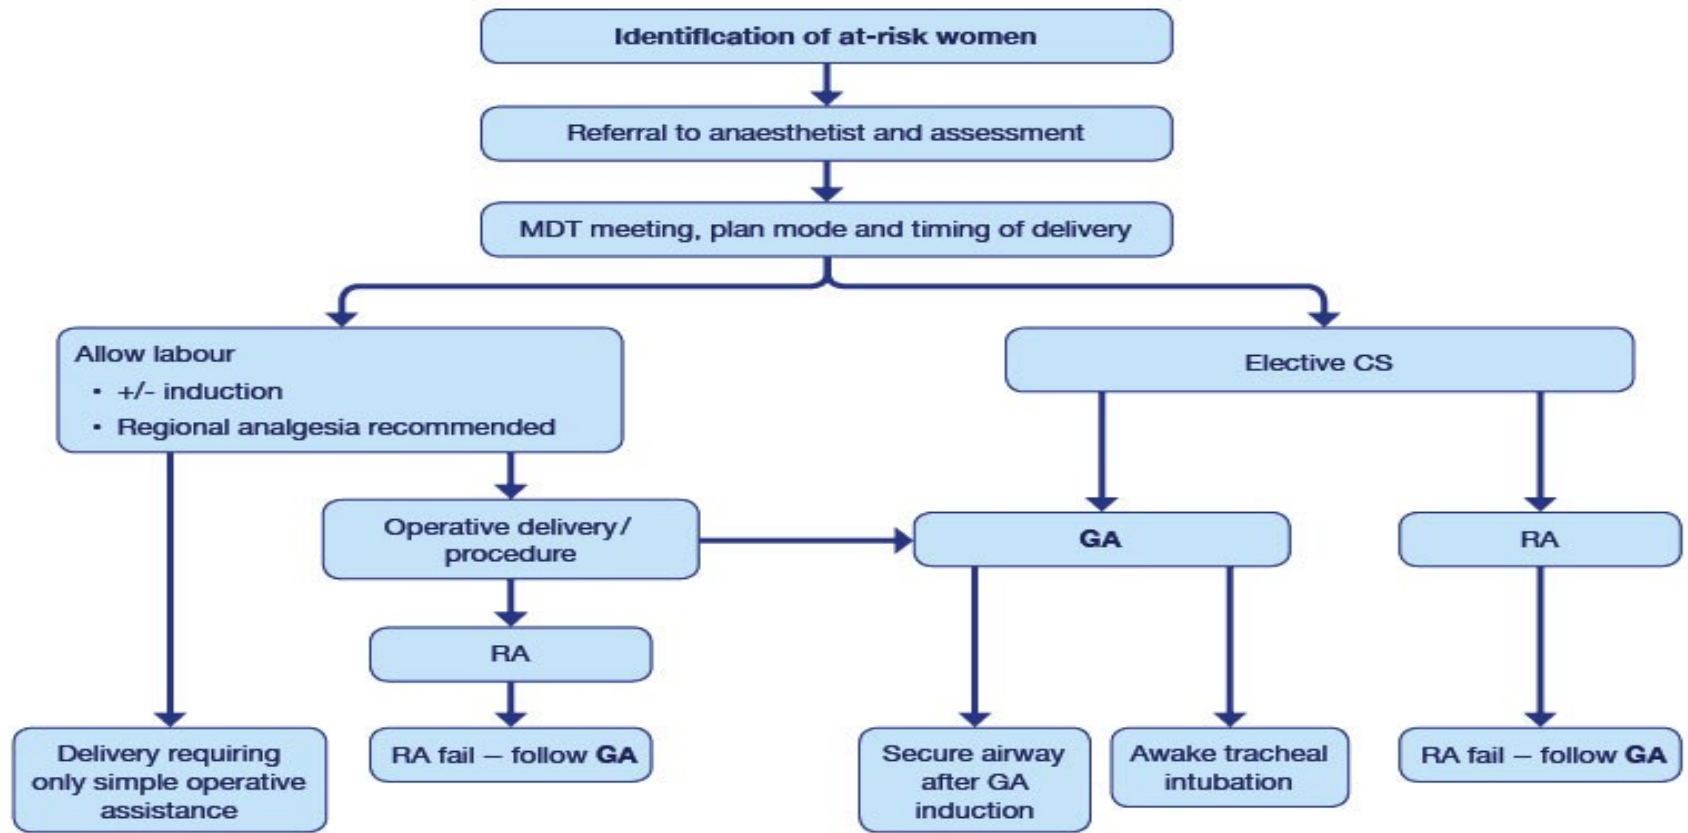 Identification of at-risk women
Referral to anaesthetist and assessment
MDT meeting, plan mode and timing of delivery
Allow labour
• +/- induction
• Regional analgesia recommended
Elective CS
Operative delivery/
procedure
GA
RA
RA
Delivery requiring
only simple operative
assistance
RA fail – follow GA
Secure airway
after GA
induction
Awake tracheal
intubation
RA fail – follow GA